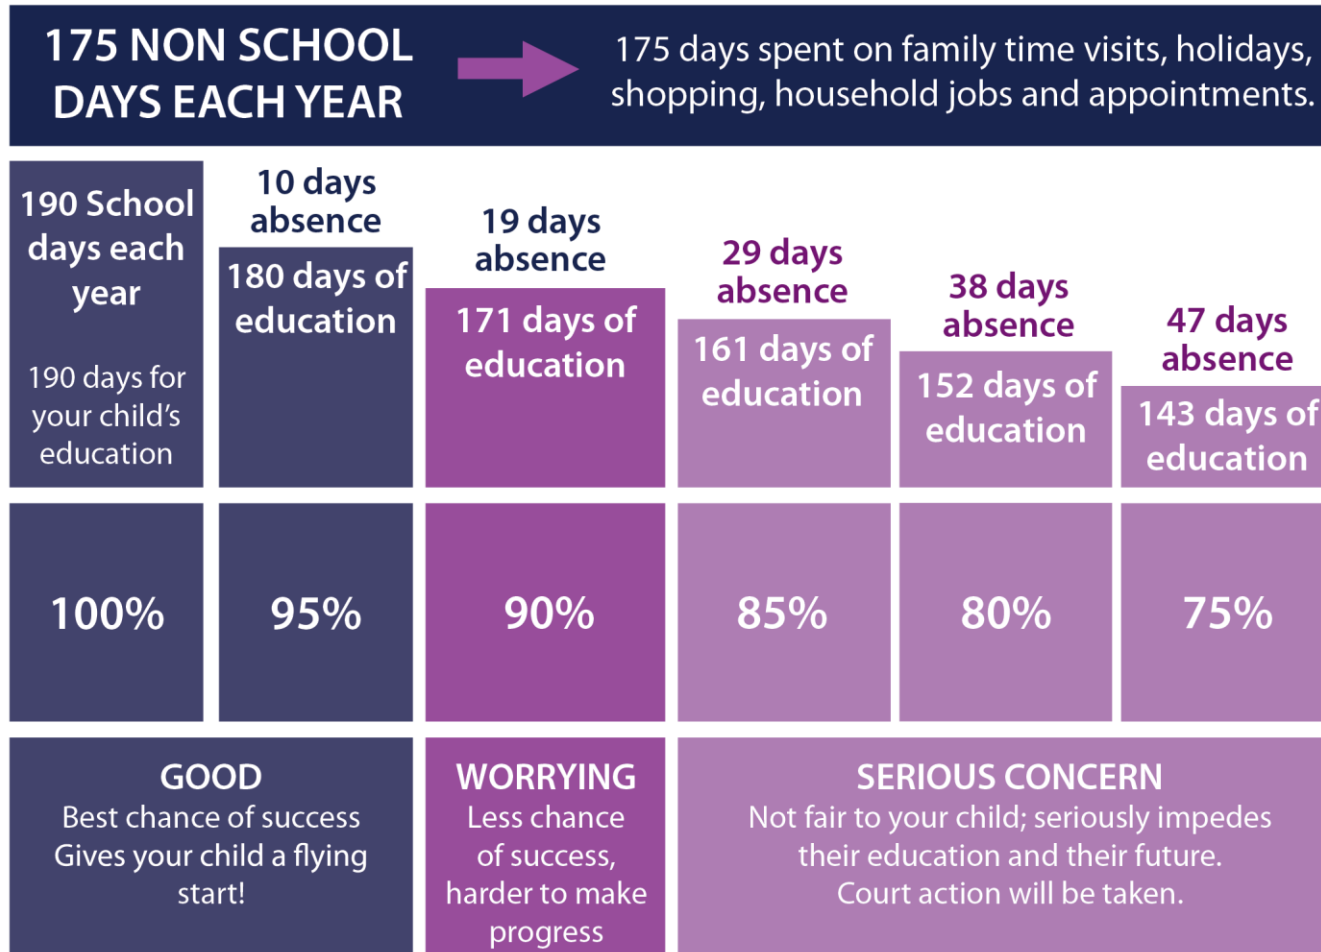 175 NON SCHOOL
DAYS EACH YEAR
175 days spent on family time visits, holidays,
shopping, household jobs and appointments.
190 School
days each
year
190 days for
your child’s
education
10 days
absence
180 days of
education
19 days
absence
171 days of
education
29 days
absence
161 days of
education
38 days
absence
152 days of
education
47 days
absence
143 days of
education
100%
95%
90%
85%
80%
75%
GOOD
Best chance of success
Gives your child a flying
start!
WORRYING
Less chance
of success,
harder to make
progress
SERIOUS CONCERN
Not fair to your child; seriously impedes
their education and their future.
Court action will be taken.